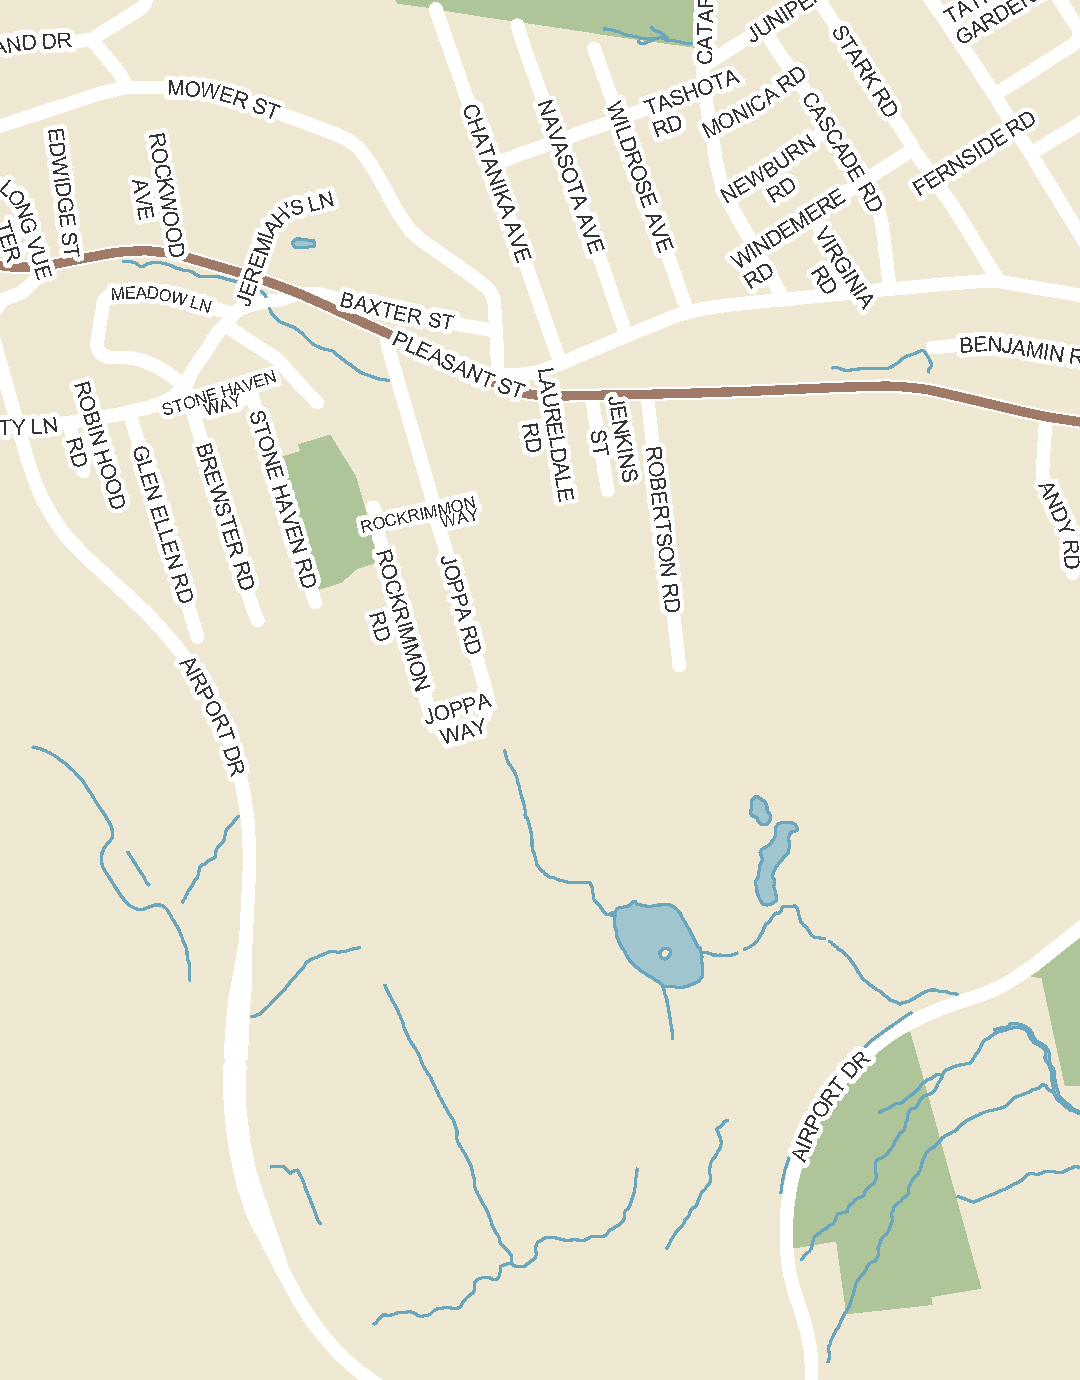 AND DR
MOWER ST
CATAR
JUNIPE
STARK RD
TAT
GARDEN
TASHOTA
RD
MONICA RD
CASCADE RD
FERNSIDE RD
NEWBURN
RD
WINDEMERE
RD
VIRGINIA
RD
CHATANIKA AVE
NAVASOTA AVE
WILDROSE AVE
EDWIDGE ST
ROCKWOOD
AVE
LONG VUE
TER
JEREMIAH'S LN
MEADOW LN
BAXTER ST
PLEASANT ST
BENJAMIN R
STONE HAVEN
WAY
TY LN
ROBIN HOOD
RD
GLEN ELLEN RD
BREWSTER RD
STONE HAVEN RD
LAURELDALE
RD
JENKINS
ST
ROBERTSON RD
ANDY RD
ROCKRIMMON
WAY
ROCKRIMMON
RD
JOPPA RD
JOPPA
WAY
AIRPORT DR
AIRPORT DR